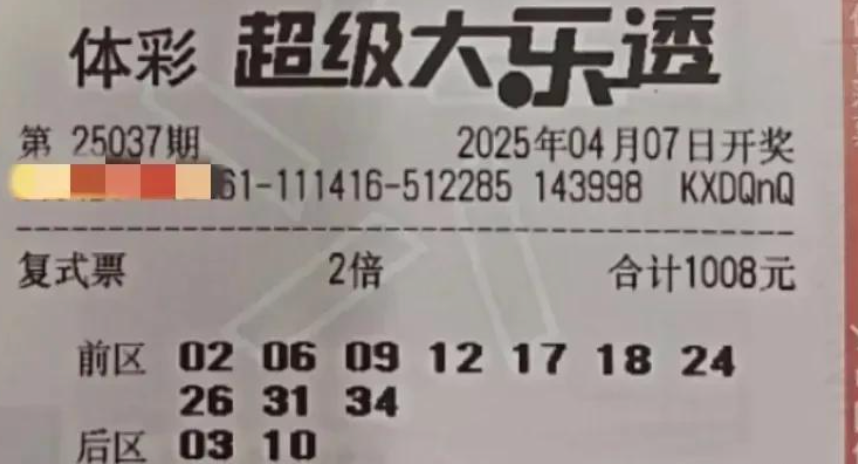 体彩 超级大乐透
第 25037期 2025年04月07日开奖
61-111416-512285 143998 KXDQnQ
复式票 2倍 合计1008元
前区 02 06 09 12 17 18 24
26 31 34
后区 03 10